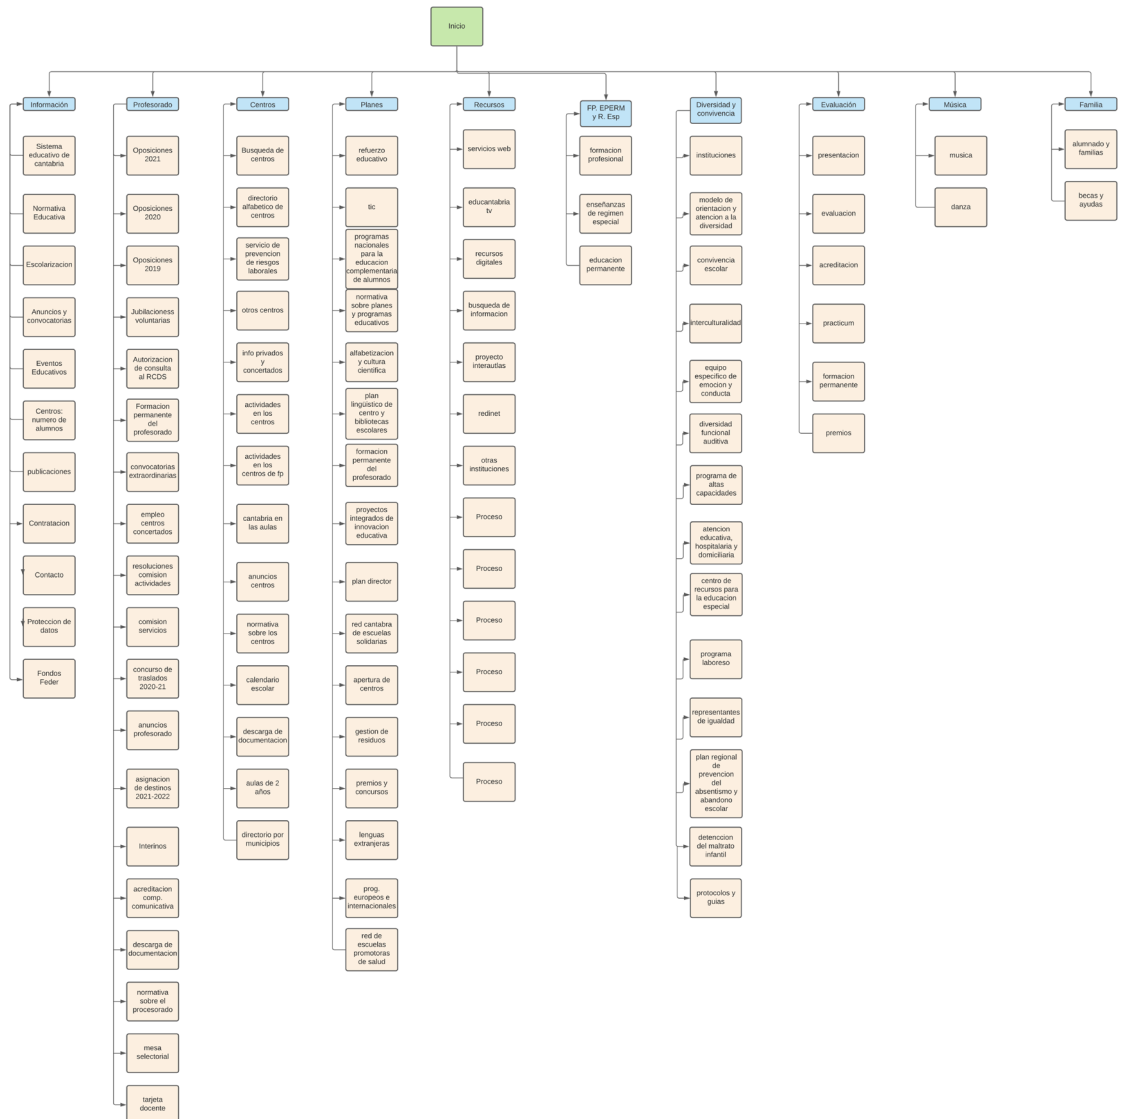 Inicio
Información
Sistema
educativo de
cantabria
Normativa
Educativa
Escolarizacion
Anuncios y
convocatorias
Eventos
Educativos
Centros:
numero de
alumnos
publicaciones
Contratacion
Contacto
Proteccion de
datos
Fondos
Feder
Profesorado
Oposiciones
2021
Oposiciones
2020
Oposiciones
2019
Jubilacioness
voluntarias
Autorizacion
de consulta
al RCDS
Formacion
permanente
del
profesorado
convocatorias
extraordinarias
empleo
centros
concertados
resoluciones
comision
actividades
comision
servicios
concurso de
traslados
2020-21
anuncios
profesorado
asignacion
de destinos
2021-2022
Interinos
acreditacion
comp.
comunicativa
descarga de
documentacion
normativa
sobre el
procesorado
mesa
selectorial
tarjeta
docente
Centros
Busqueda de
centros
directorio
alfabetico de
centros
servicio de
prevencion
de riesgos
laborales
otros centros
info privados
y
concertados
actividades
en los
centros
actividades
en los
centros de fp
cantabria en
las aulas
anuncios
centros
normativa
sobre los
centros
calendario
escolar
descarga de
documentacion
aulas de 2
años
directorio por
municipios
Planes
refuerzo
educativo
tic
programas
nacionales
para la
educacion
complementaria
de alumnos
normativa
sobre planes
y programas
educativos
alfabetizacion
y cultura
cientifica
plan
lingüistico de
centro y
bibliotecas
escolares
formacion
permanente
del
profesorado
proyectos
integrados de
innovacion
educativa
plan director
red cantabra
de escuelas
solidarias
apertura de
centros
gestion de
residuos
premios y
concursos
lenguas
extranjeras
prog.
europeos e
internacionales
red de
escuelas
promotoras
de salud
Recursos
servicios web
educantabria
tv
recursos
digitales
busqueda de
informacion
proyecto
interautlas
redinet
otras
instituciones
Proceso
Proceso
Proceso
Proceso
Proceso
Proceso
FP. EPERM
y R. Esp
formacion
profesional
enseñanzas
de regimen
especial
educacion
permanente
Diversidad y
convivencia
instituciones
modelo de
orientacion y
atencion a la
diversidad
convivencia
escolar
interculturalidad
equipo
especifico de
emocion y
conducta
diversidad
funcional
auditiva
programa de
altas
capacidades
atencion
educativa,
hospitalaria y
domiciliaria
centro de
recursos para
la educacion
especial
programa
laboreso
representantes
de igualdad
plan regional
de
prevencion
del
absentismo y
abandono
escolar
detenccion
del maltrato
infantil
protocolos y
guias
Evaluación
presentacion
evaluacion
acreditacion
practicum
formacion
permanente
premios
Música
musica
danza
Familia
alumnado y
familias
becas y
ayudas